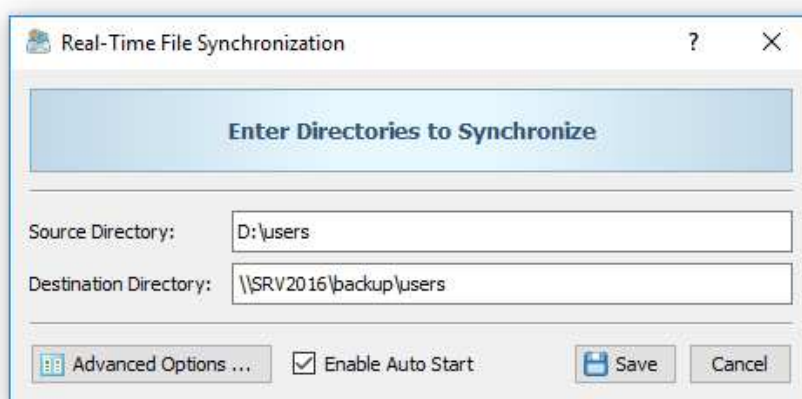 Real-Time File Synchronization ?
Enter Directories to Synchronize
Source Directory: D:\users
Destination Directory: \\SRV2016\backup\users
Advanced Options ... Enable Auto Start Save Cancel